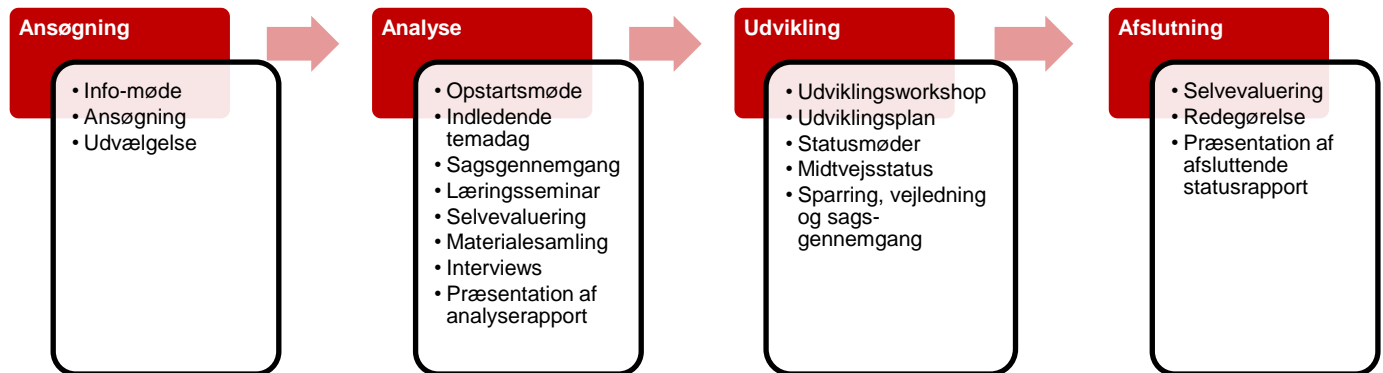 Ansøgning
• Info-møde
• Ansøgning
• Udvælgelse
Analyse
• Opstartsmøde
• Indledende
temadag
• Sagsgennemgang
• Læringsseminar
• Selvevaluering
• Materialesamling
• Interviews
• Præsentation af
analyserapport
Udvikling
• Udviklingsworkshop
• Udviklingsplan
• Statusmøder
• Midtvejsstatus
• Sparring, vejledning
og sags-
gennemgang
Afslutning
• Selvevaluering
• Redegørelse
• Præsentation af
afsluttende
statusrapport